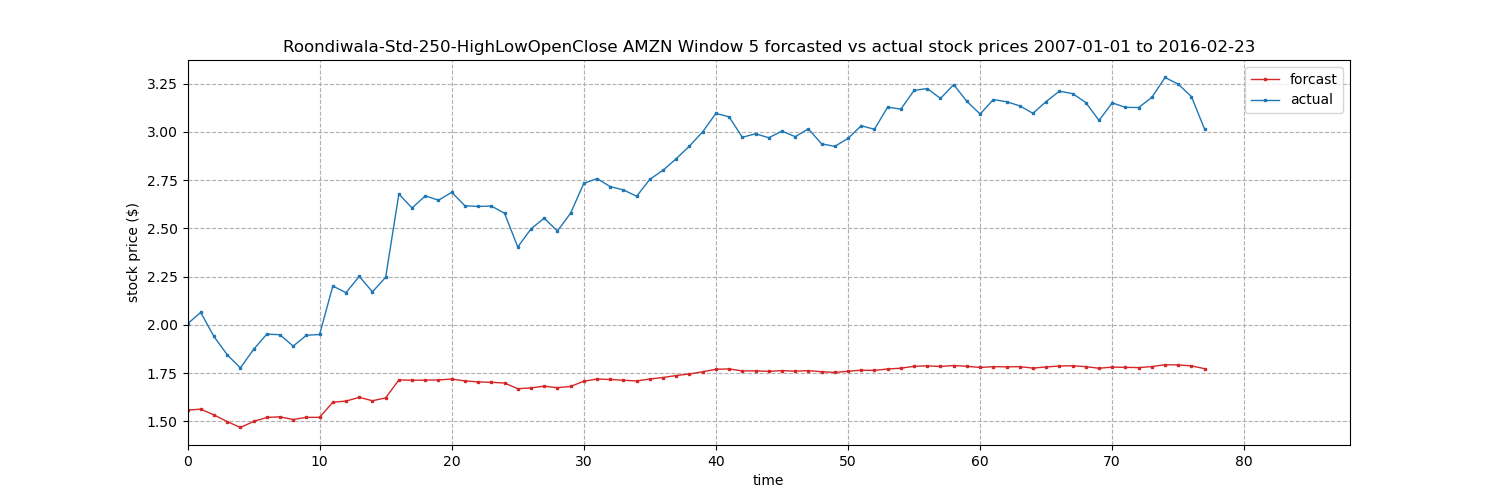 Roondiwala-Std-250-HighLowOpenClose AMZN Window 5 forcasted vs actual stock prices 2007-01-01 to 2016-02-23
forcast
actual
3.25
3.00
2.75
2.50
2.25
2.00
1.75
1.50
stock price ($)
0 10 20 30 40 50 60 70 80
time